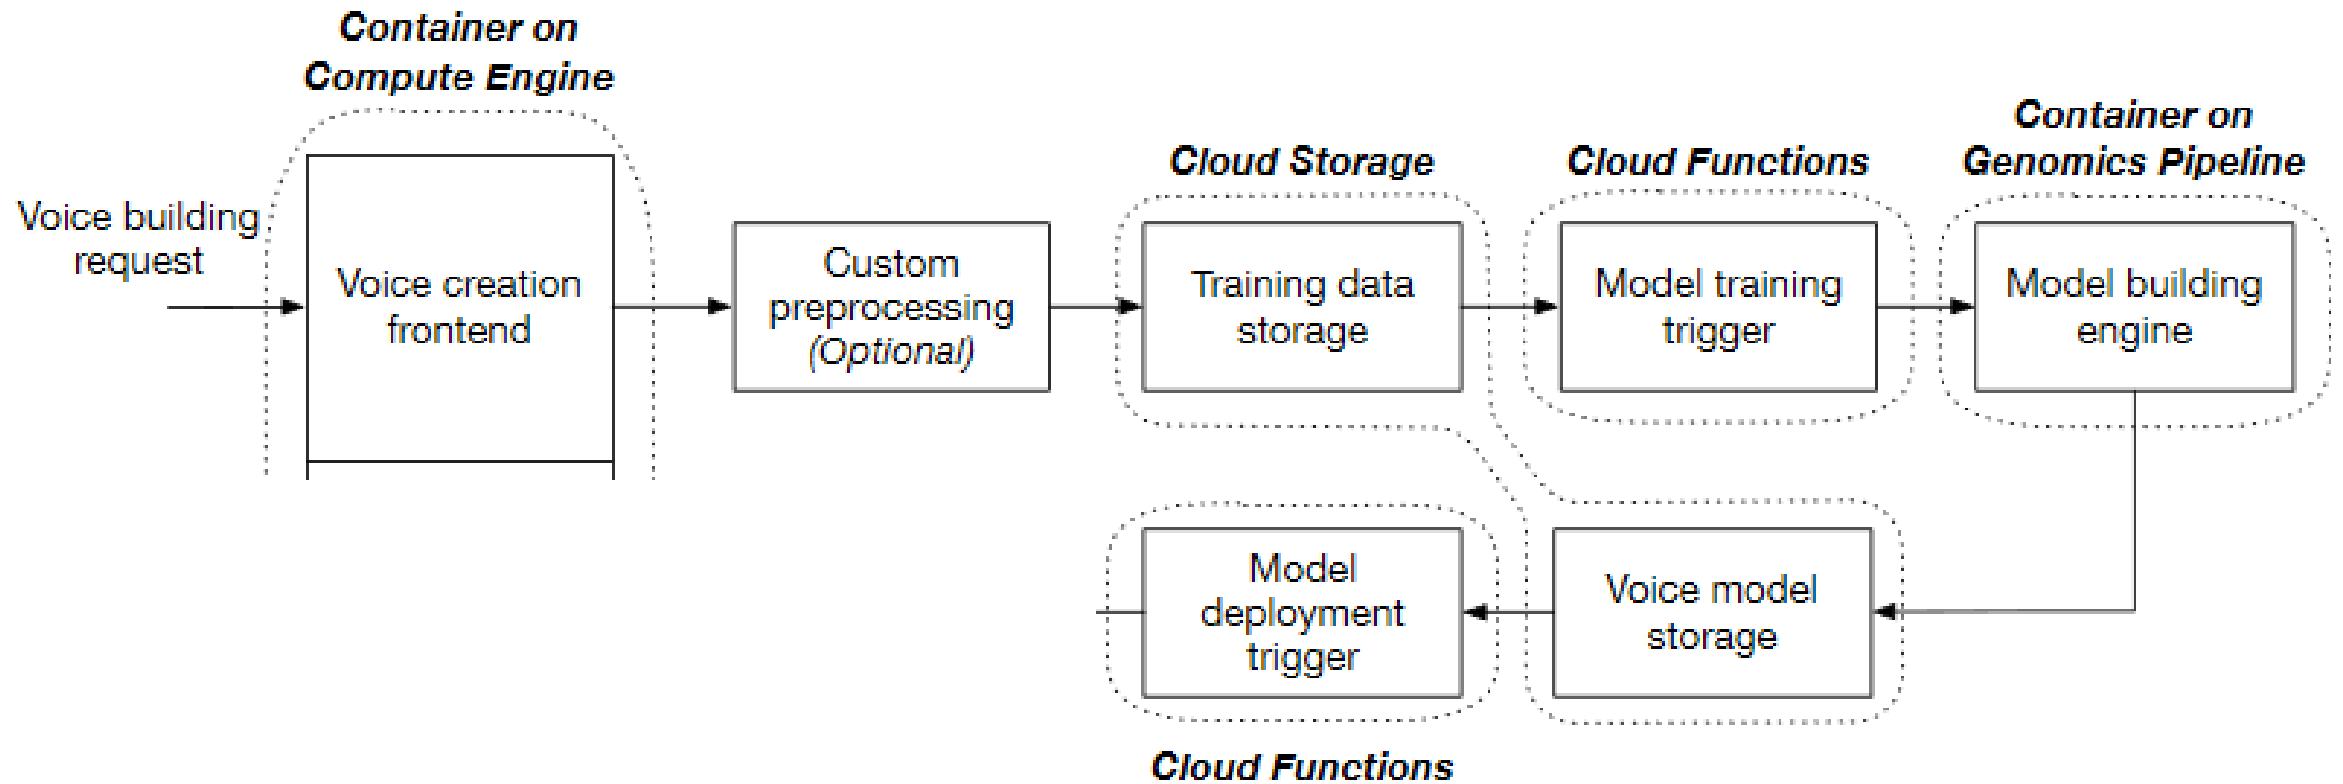 Container on
Compute Engine
Voice building
request
Voice creation
frontend
Custom
preprocessing
(Optional)
Cloud Storage
Training data
storage
Cloud Functions
Model training
trigger
Container on
Genomics Pipeline
Model building
engine
Model
deployment
trigger
Cloud Functions
Voice model
storage